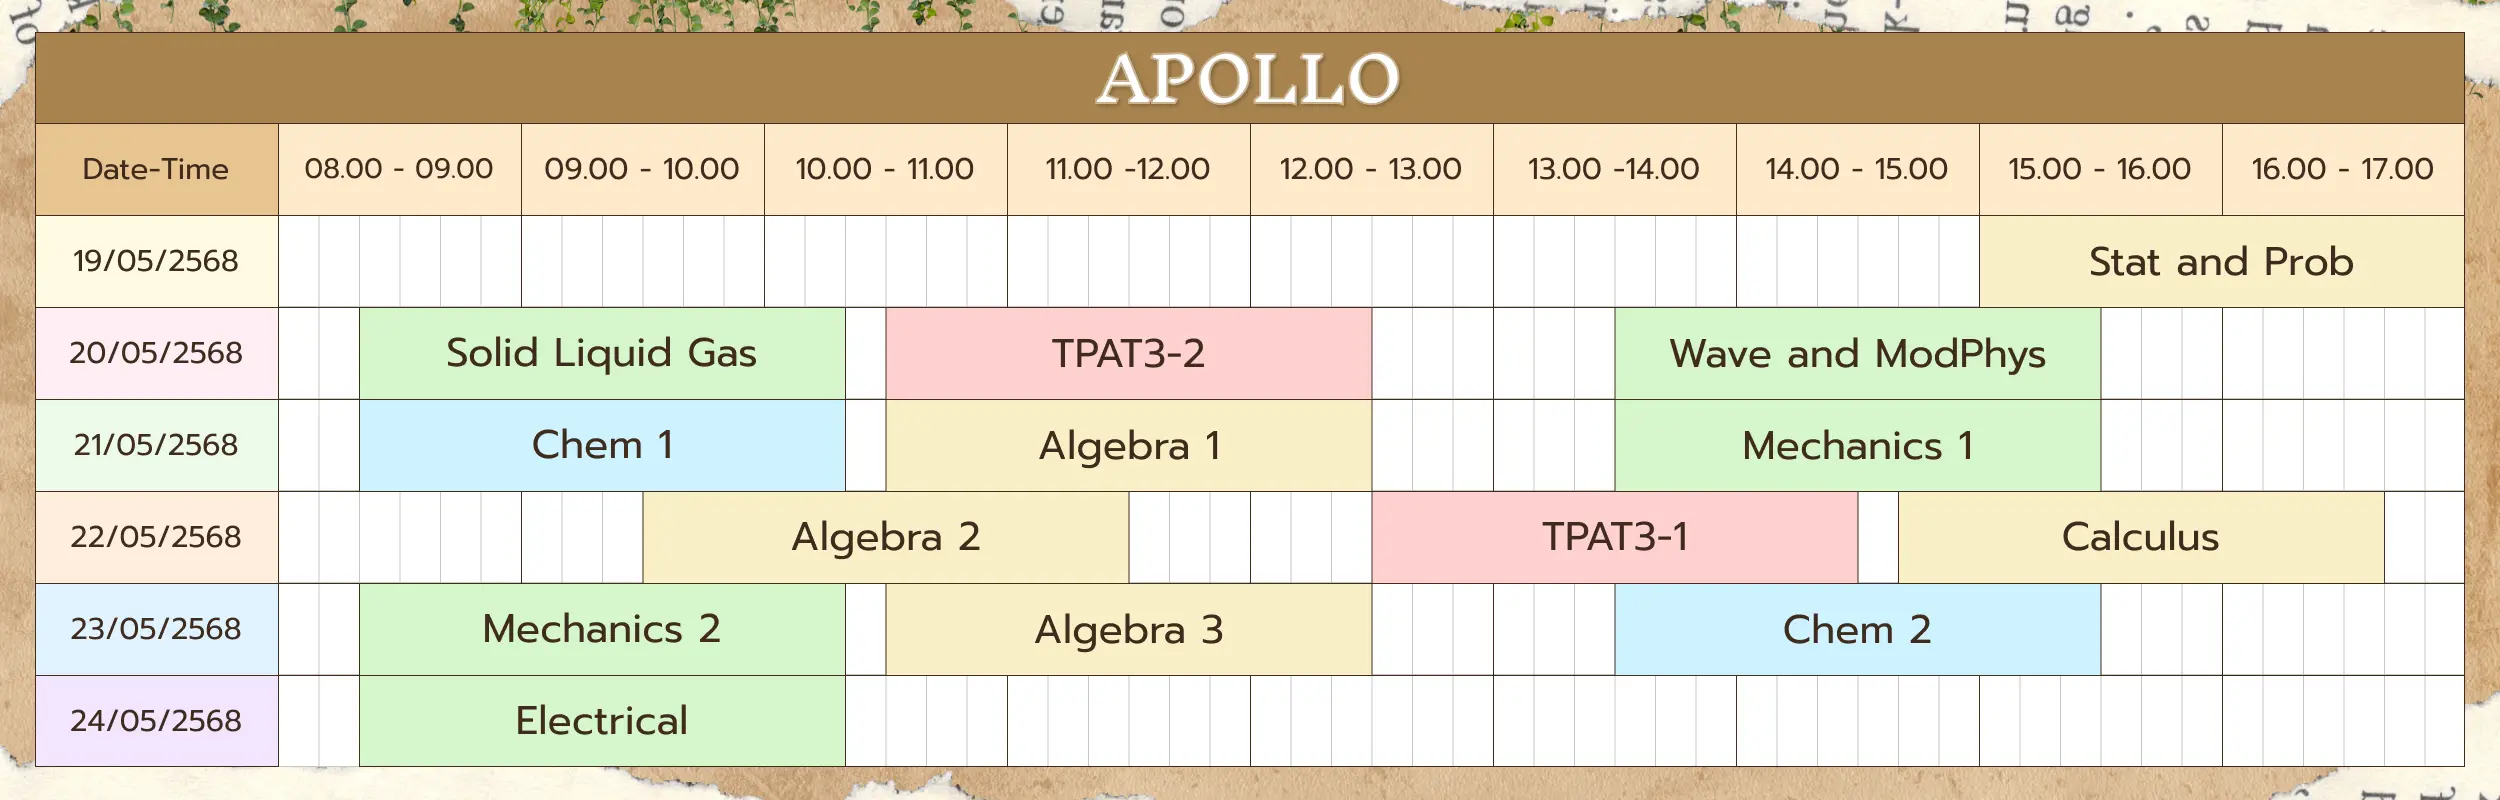 APOLLO
Date-Time 08.00 - 09.00 09.00 - 10.00 10.00 - 11.00 11.00 -12.00 12.00 - 13.00 13.00 -14.00 14.00 - 15.00 15.00 - 16.00 16.00 - 17.00
19/05/2568 Stat and Prob
20/05/2568 Solid Liquid Gas TPAT3-2 Wave and ModPhys
21/05/2568 Chem 1 Algebra 1 Mechanics 1
22/05/2568 Algebra 2 TPAT3-1 Calculus
23/05/2568 Mechanics 2 Algebra 3 Chem 2
24/05/2568 Electrical